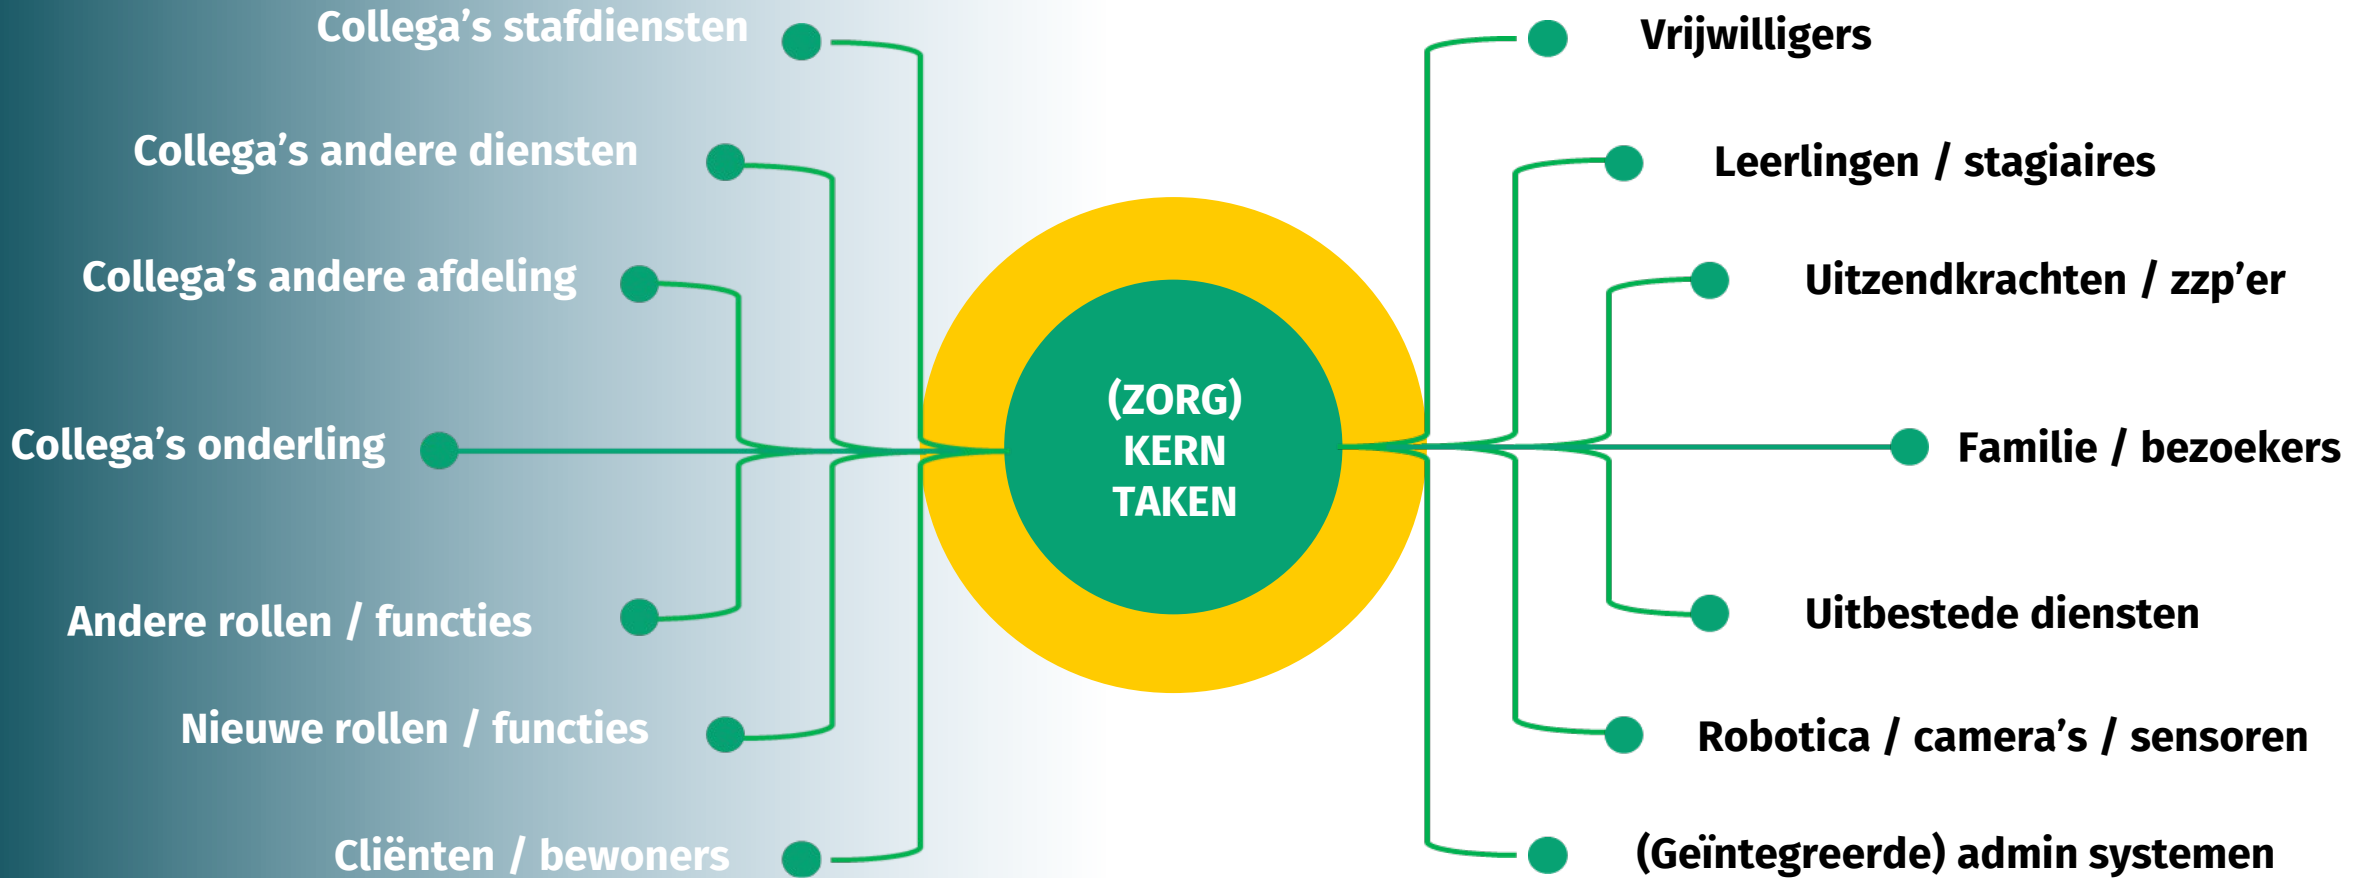 Collega’s stafdiensten
Collega’s andere diensten
Collega’s andere afdeling
Collega’s onderling
Andere rollen / functies
Nieuwe rollen / functies
Cliënten / bewoners
(ZORG)
KERN
TAKEN
Vrijwilligers
Leerlingen / stagiaires
Uitzendkrachten / zzp’er
Familie / bezoekers
Uitbestede diensten
Robotica / camera’s / sensoren
(Geïntegreerde) admin systemen